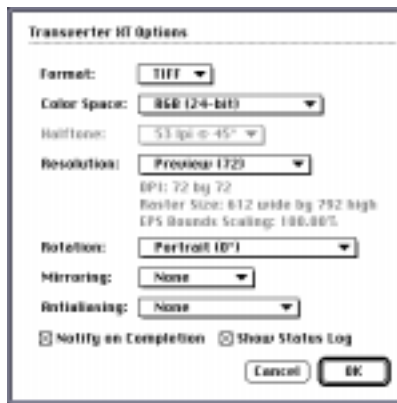 Transverter HT Options
Format: TIFF
Color Space: RGB (24-bit)
Halftone: 53 lpi @ 45°
Resolution: Preview (72)
DPI: 72 by 72
Raster Size: 612 wide by 792 high
EPS Bounds Scaling: 100.00%
Rotation: Portrait (0°)
Mirroring: None
Antialiasing: None
Notify on Completion Show Status Log
Cancel OK